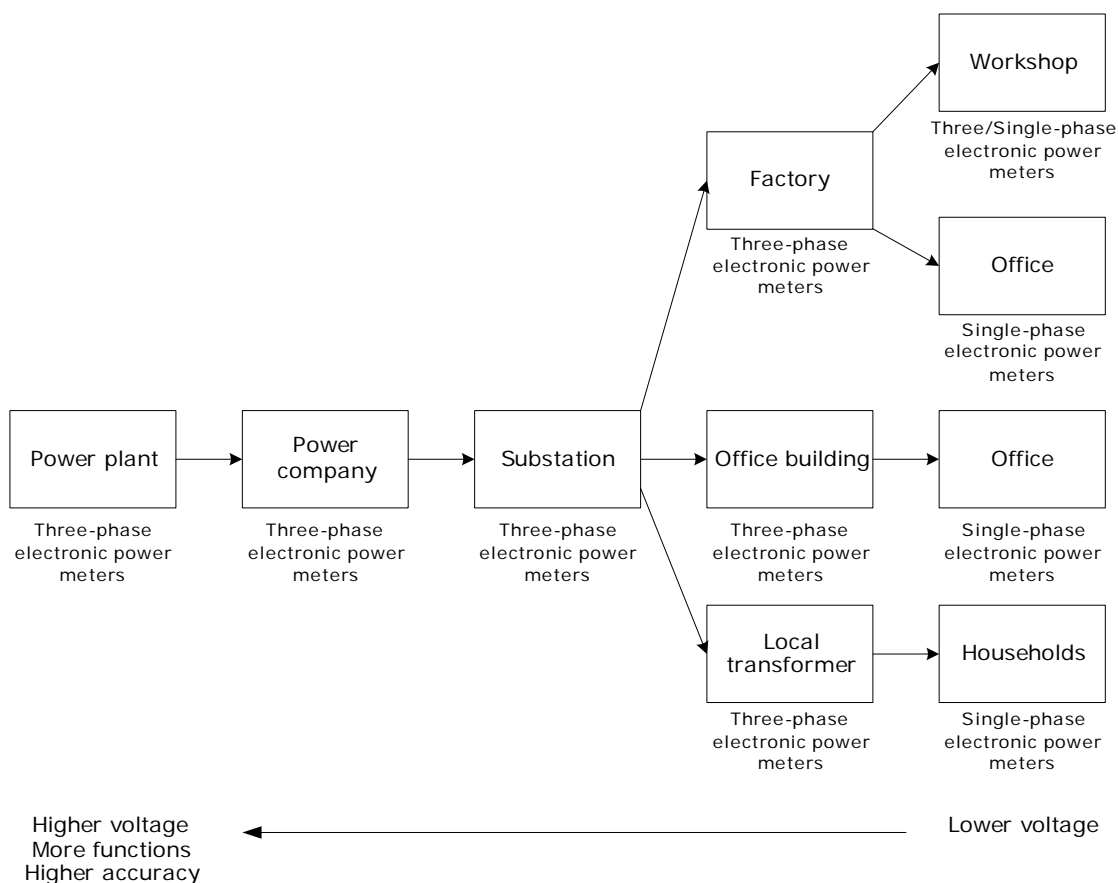 Workshop
Three/Single-phase
electronic power
meters
Factory
Three-phase
electronic power
meters
Office
Single-phase
electronic power
meters
Power plant
Three-phase
electronic power
meters
Power
company
Three-phase
electronic power
meters
Substation
Three-phase
electronic power
meters
Office building
Three-phase
electronic power
meters
Office
Single-phase
electronic power
meters
Local
transformer
Three-phase
electronic power
meters
Households
Single-phase
electronic power
meters
Higher voltage
More functions
Higher accuracy
Lower voltage